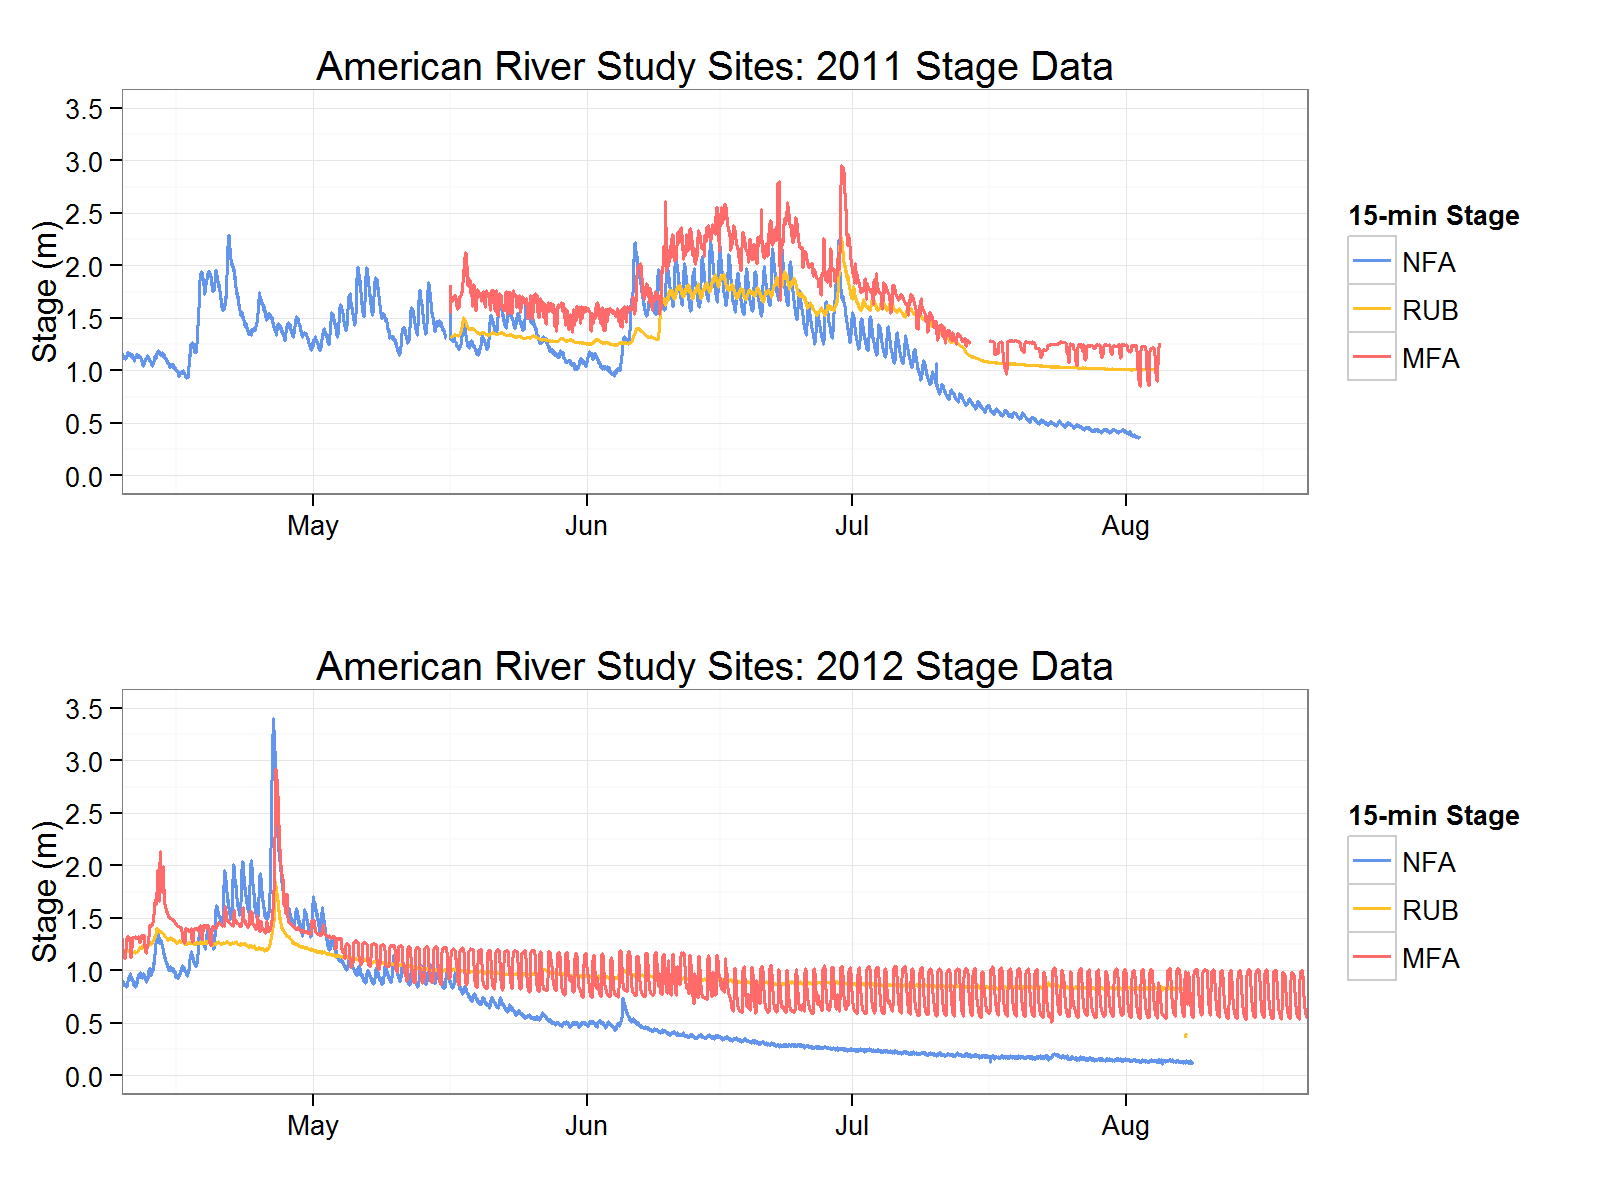 American River Study Sites: 2011 Stage Data
Stage (m)
3.5
3.0
2.5
2.0
1.5
1.0
0.5
0.0
May Jun Jul Aug
15-min Stage
NFA
RUB
MFA
American River Study Sites: 2012 Stage Data
Stage (m)
3.5
3.0
2.5
2.0
1.5
1.0
0.5
0.0
May Jun Jul Aug
15-min Stage
NFA
RUB
MFA